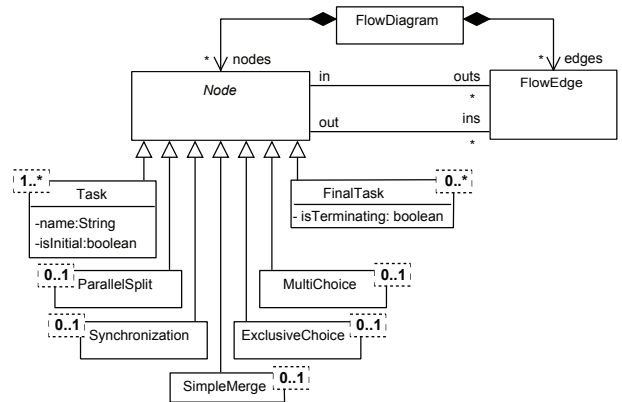 FlowDiagram
* nodes
* edges
Node
in
outs
*
FlowEdge
out
ins
*
1..*
Task
-name:String
-isInitial:boolean
0..*
FinalTask
- isTerminating: boolean
0..1
ParallelSplit
MultiChoice
0..1
0..1
Synchronization
ExclusiveChoice
0..1
SimpleMerge
0..1